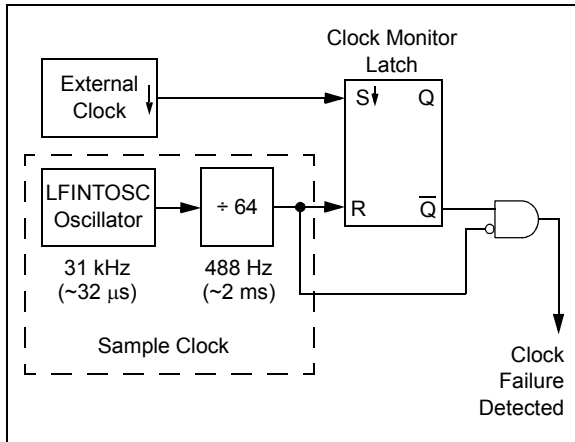 Clock Monitor
Latch
External
Clock
S
Q
LFINTOSC
Oscillator
÷ 64
R
Q̅
31 kHz
(~32 μs)
488 Hz
(~2 ms)
Sample Clock
Clock
Failure
Detected